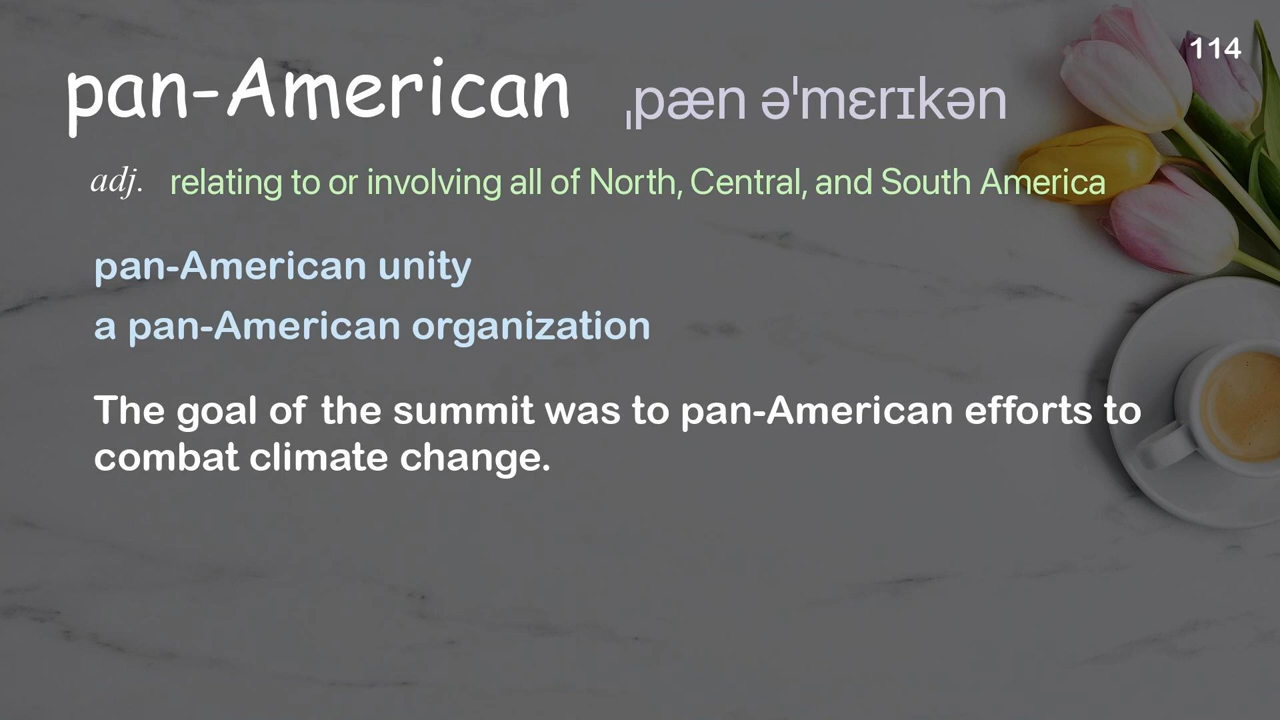 114
pan-American ˌpæn əˈmɛrɪkən
adj. relating to or involving all of North, Central, and South America
pan-American unity
a pan-American organization
The goal of the summit was to pan-American efforts to
combat climate change.